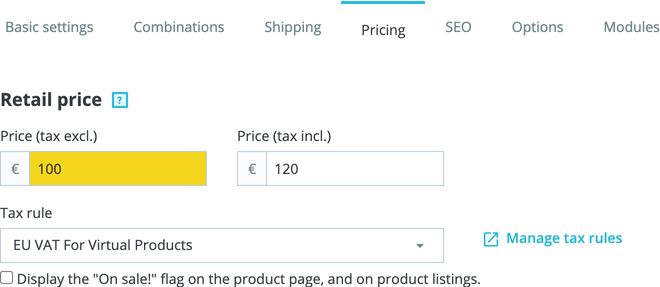 Basic settings Combinations Shipping Pricing SEO Options Modules
Retail price ?
Price (tax excl.) Price (tax incl.)
€ 100 € 120
Tax rule
EU VAT For Virtual Products Manage tax rules
Display the "On sale!" flag on the product page, and on product listings.